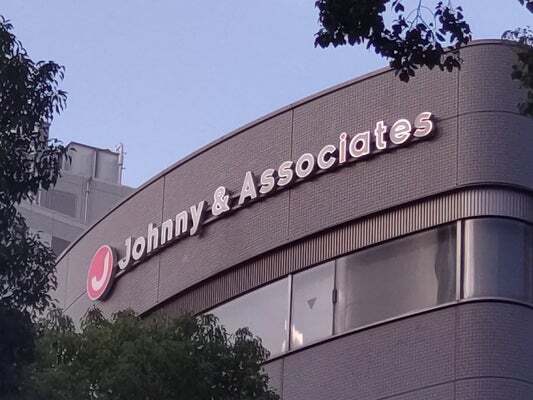 J Johnny & Associates